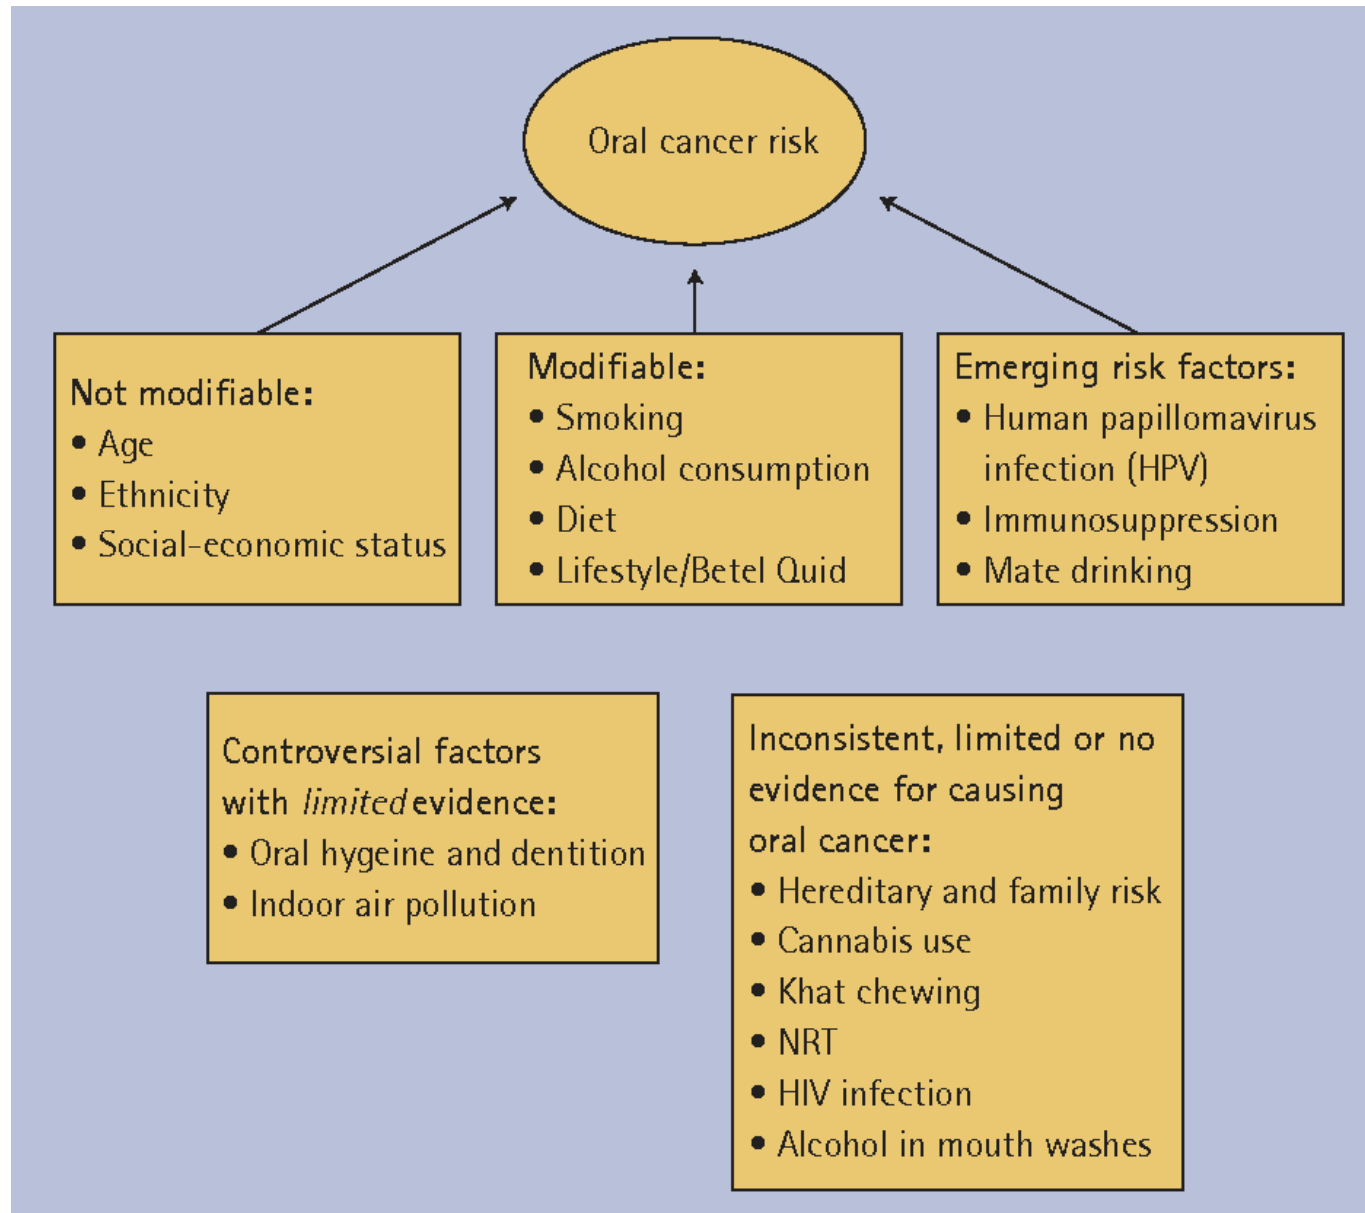 Oral cancer risk
Not modifiable:
• Age
• Ethnicity
• Social-economic status
Modifiable:
• Smoking
• Alcohol consumption
• Diet
• Lifestyle/Betel Quid
Emerging risk factors:
• Human papillomavirus
infection (HPV)
• Immunosuppression
• Mate drinking
Controversial factors
with limited evidence:
• Oral hygeine and dentition
• Indoor air pollution
Inconsistent, limited or no
evidence for causing
oral cancer:
• Hereditary and family risk
• Cannabis use
• Khat chewing
• NRT
• HIV infection
• Alcohol in mouth washes